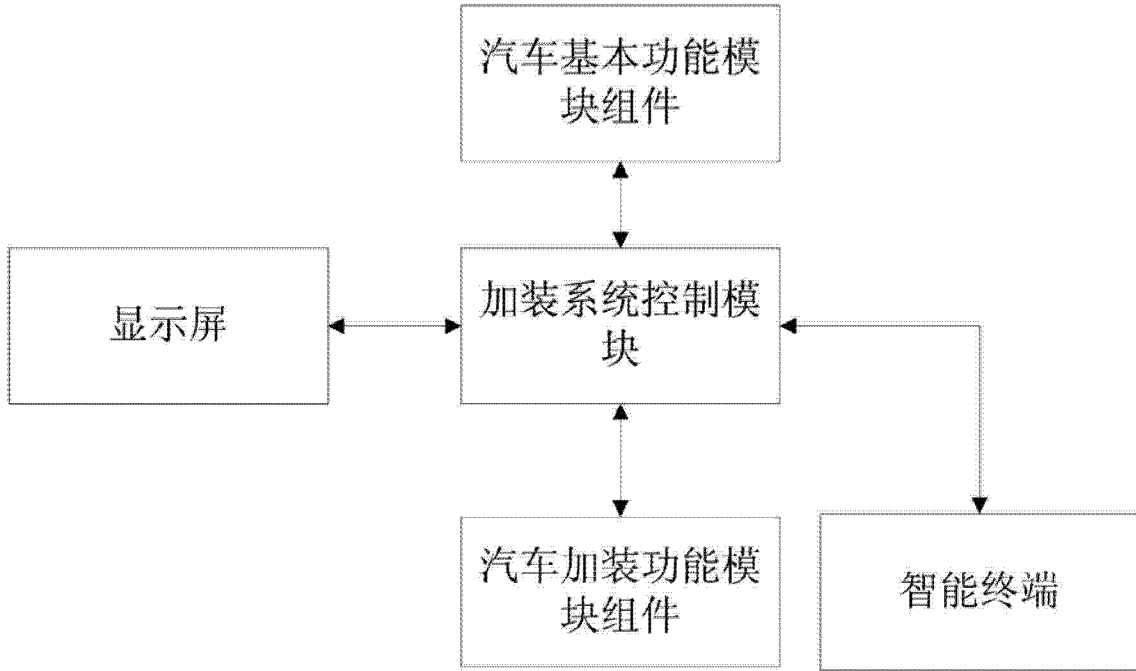 汽车基本功能模
块组件
显示屏
加装系统控制模
块
汽车加装功能模
块组件
智能终端